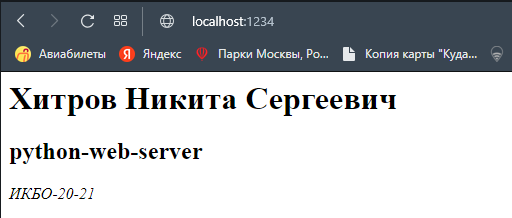 localhost:1234
Авиабилеты Яндекс Парки Москвы, Ро... Копия карты "Куда...
Хитров Никита Сергеевич
python-web-server
ИКБО-20-21